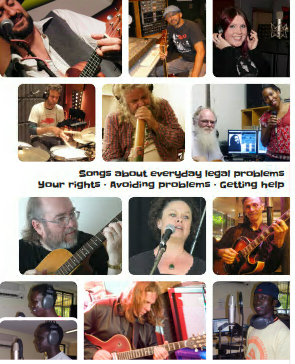 Songs about everyday legal problems
Your rights • Avoiding problems • Getting help